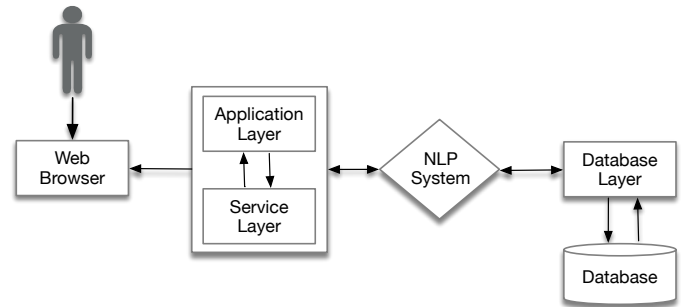 Application
Layer
Web
Browser
NLP
System
Database
Layer
Service
Layer
Database